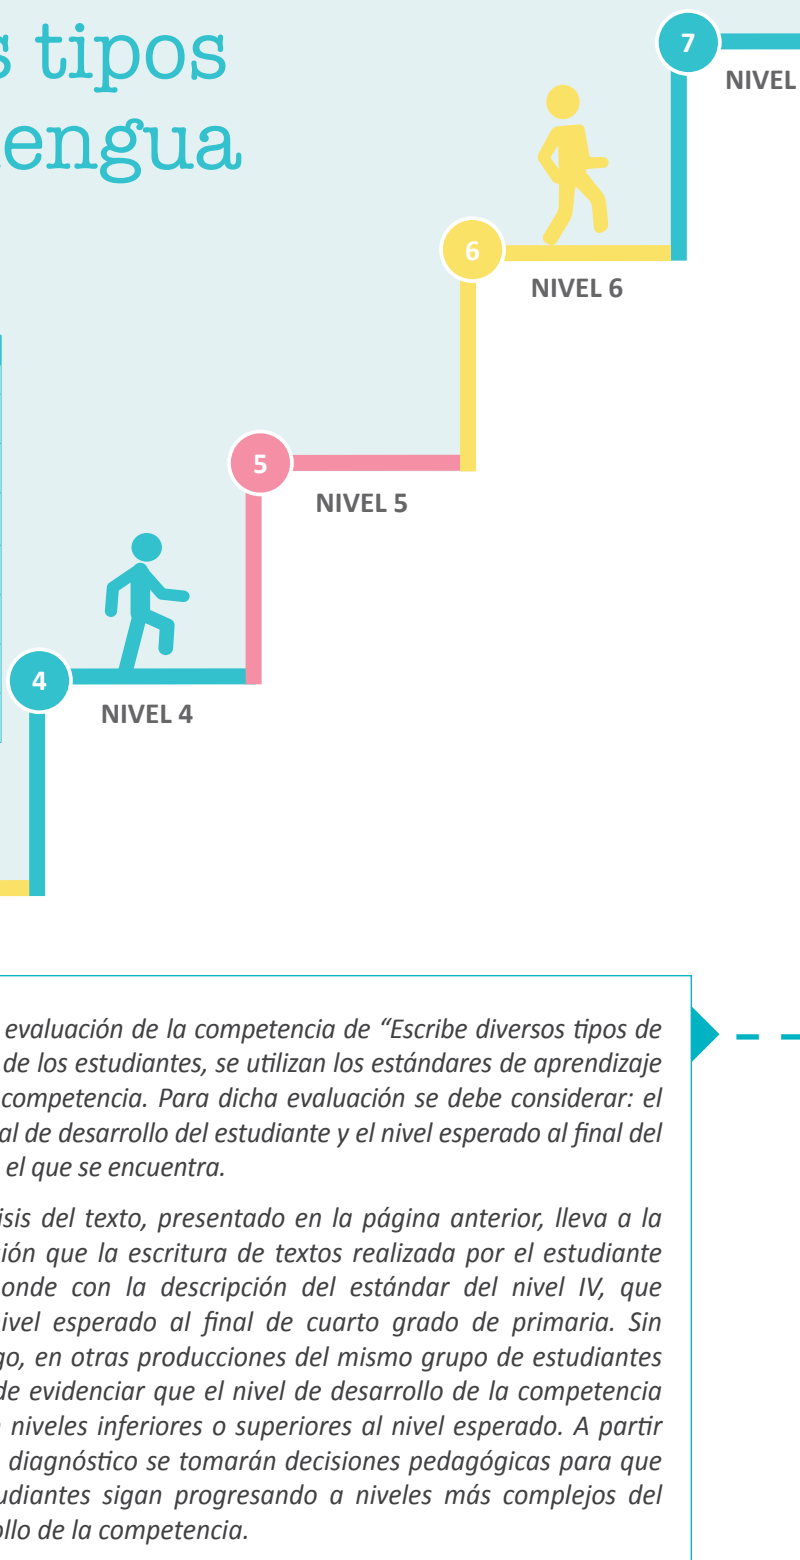 s tipos
engua
7
NIVEL
6
NIVEL 6
5
NIVEL 5
4
NIVEL 4
evaluación de la competencia de “Escribe diversos tipos de
de los estudiantes, se utilizan los estándares de aprendizaje
competencia. Para dicha evaluación se debe considerar: el
al de desarrollo del estudiante y el nivel esperado al final del
el que se encuentra.
isis del texto, presentado en la página anterior, lleva a la
sión que la escritura de textos realizada por el estudiante
onde con la descripción del estándar del nivel IV, que
nivel esperado al final de cuarto grado de primaria. Sin
go, en otras producciones del mismo grupo de estudiantes
de evidenciar que el nivel de desarrollo de la competencia
niveles inferiores o superiores al nivel esperado. A partir
diagnóstico se tomarán decisiones pedagógicas para que
tudiantes sigan progresando a niveles más complejos del
ollo de la competencia.